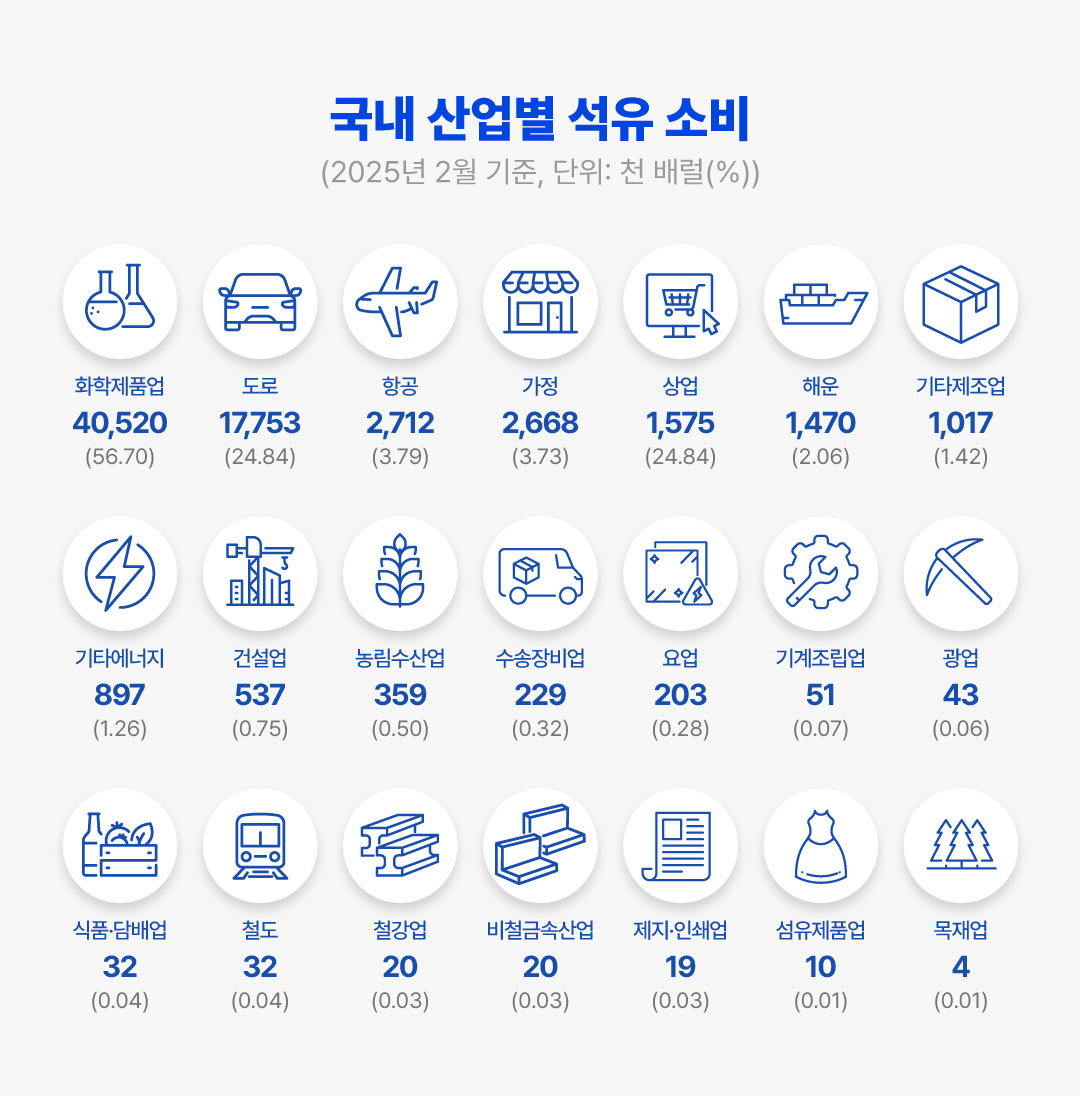 국내 산업별 석유 소비
(2025년 2월 기준, 단위: 천 배럴(%))
화학제품업 도로 항공 가정 상업 해운 기타제조업
40,520 17,753 2,712 2,668 1,575 1,470 1,017
(56.70) (24.84) (3.79) (3.73) (24.84) (2.06) (1.42)
기타에너지 건설업 농림수산업 수송장비업 요업 기계조립업 광업
897 537 359 229 203 51 43
(1.26) (0.75) (0.50) (0.32) (0.28) (0.07) (0.06)
식품·담배업 철도 철강업 비철금속산업 제지·인쇄업 섬유제품업 목재업
32 32 20 20 19 10 4
(0.04) (0.04) (0.03) (0.03) (0.03) (0.01) (0.01)